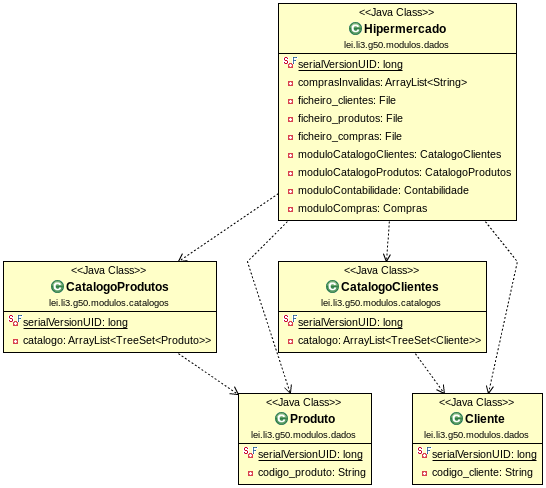 <<Java Class>>
Hipermercado
lei.li3.g50.modulos.dados
serialVersionUID: long
comprasInvalidas: ArrayList<String>
ficheiro_clientes: File
ficheiro_produtos: File
ficheiro_compras: File
moduloCatalogoClientes: CatalogoClientes
moduloCatalogoProdutos: CatalogoProdutos
moduloContabilidade: Contabilidade
moduloCompras: Compras
<<Java Class>>
CatalogoProdutos
lei.li3.g50.modulos.catalogos
serialVersionUID: long
catalogo: ArrayList<TreeSet<Produto>>
<<Java Class>>
CatalogoClientes
lei.li3.g50.modulos.catalogos
serialVersionUID: long
catalogo: ArrayList<TreeSet<Cliente>>
<<Java Class>>
Produto
lei.li3.g50.modulos.dados
serialVersionUID: long
codigo_produto: String
<<Java Class>>
Cliente
lei.li3.g50.modulos.dados
serialVersionUID: long
codigo_cliente: String